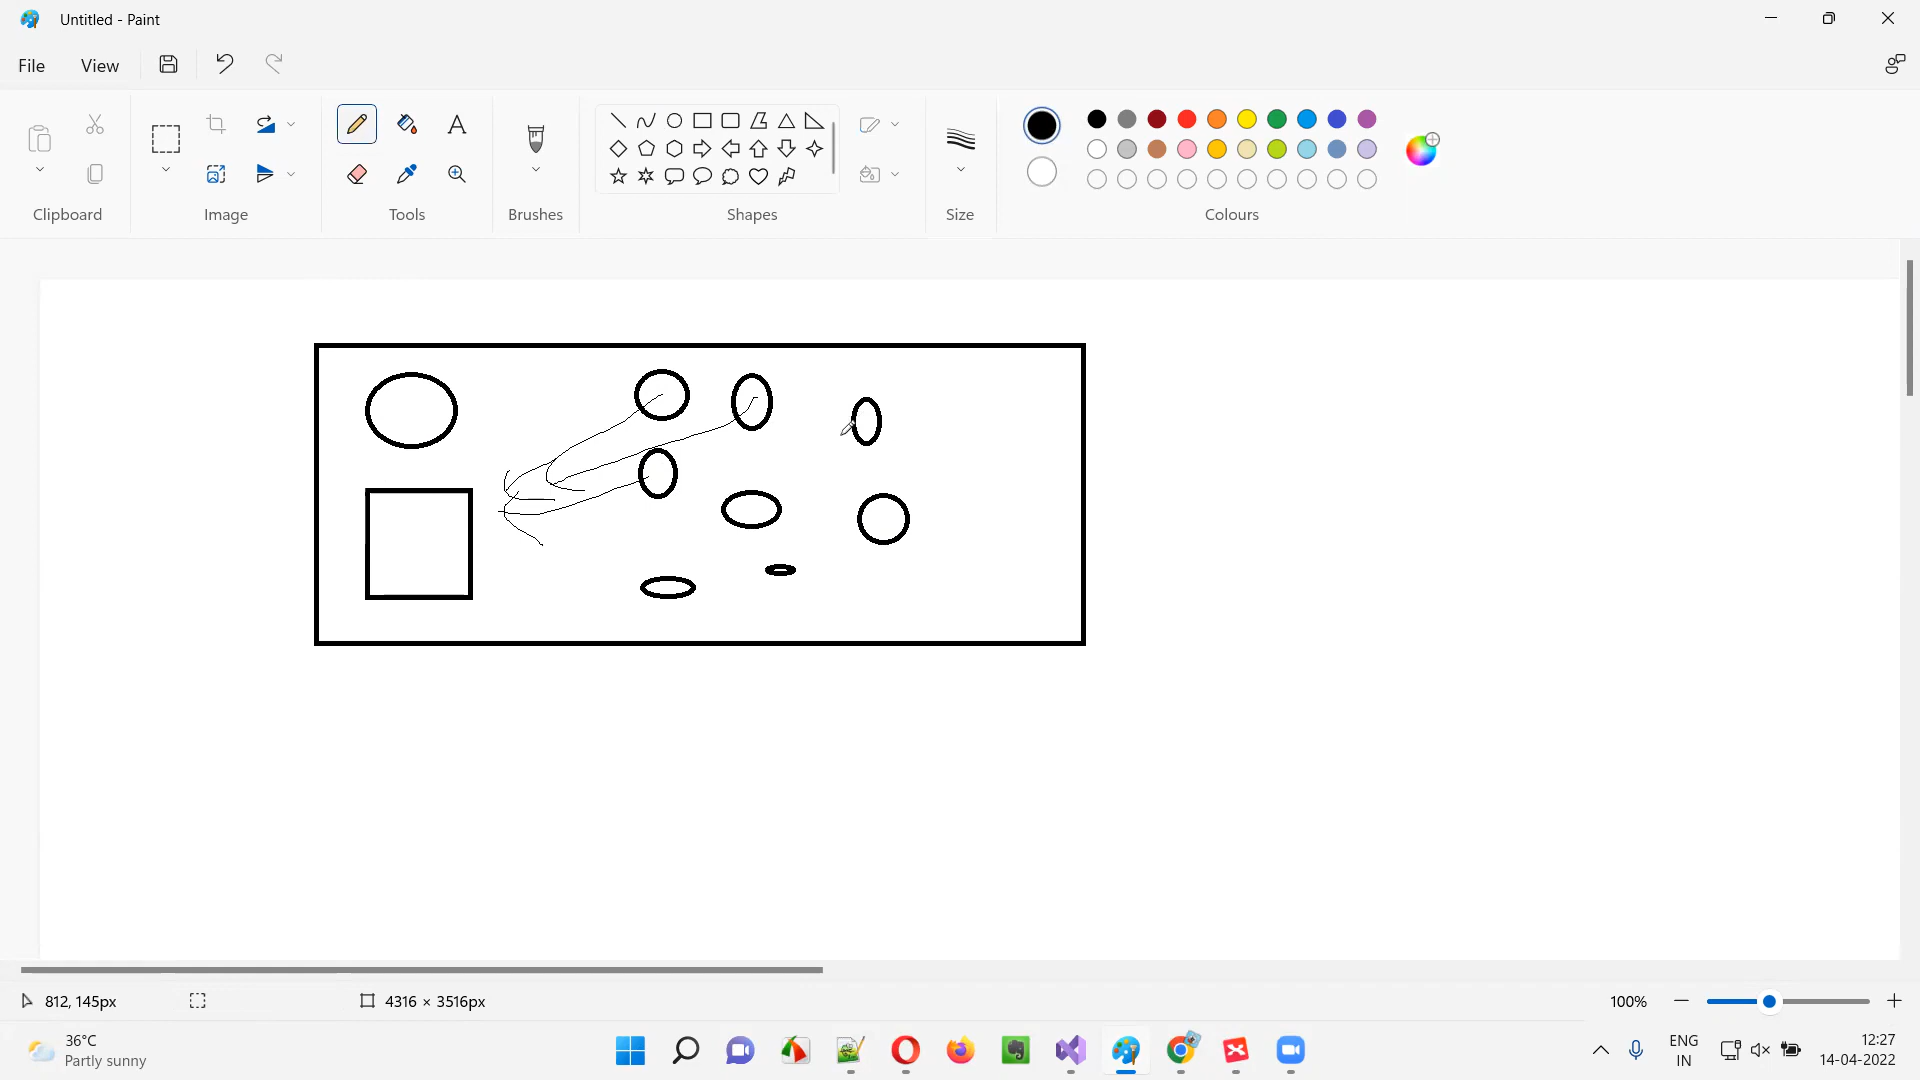 Untitled - Paint
File View
Clipboard Image Tools Brushes Shapes Size Colours
812, 145px 4316 × 3516px 100%
36°C
Partly sunny
ENG
IN
12:27
14-04-2022